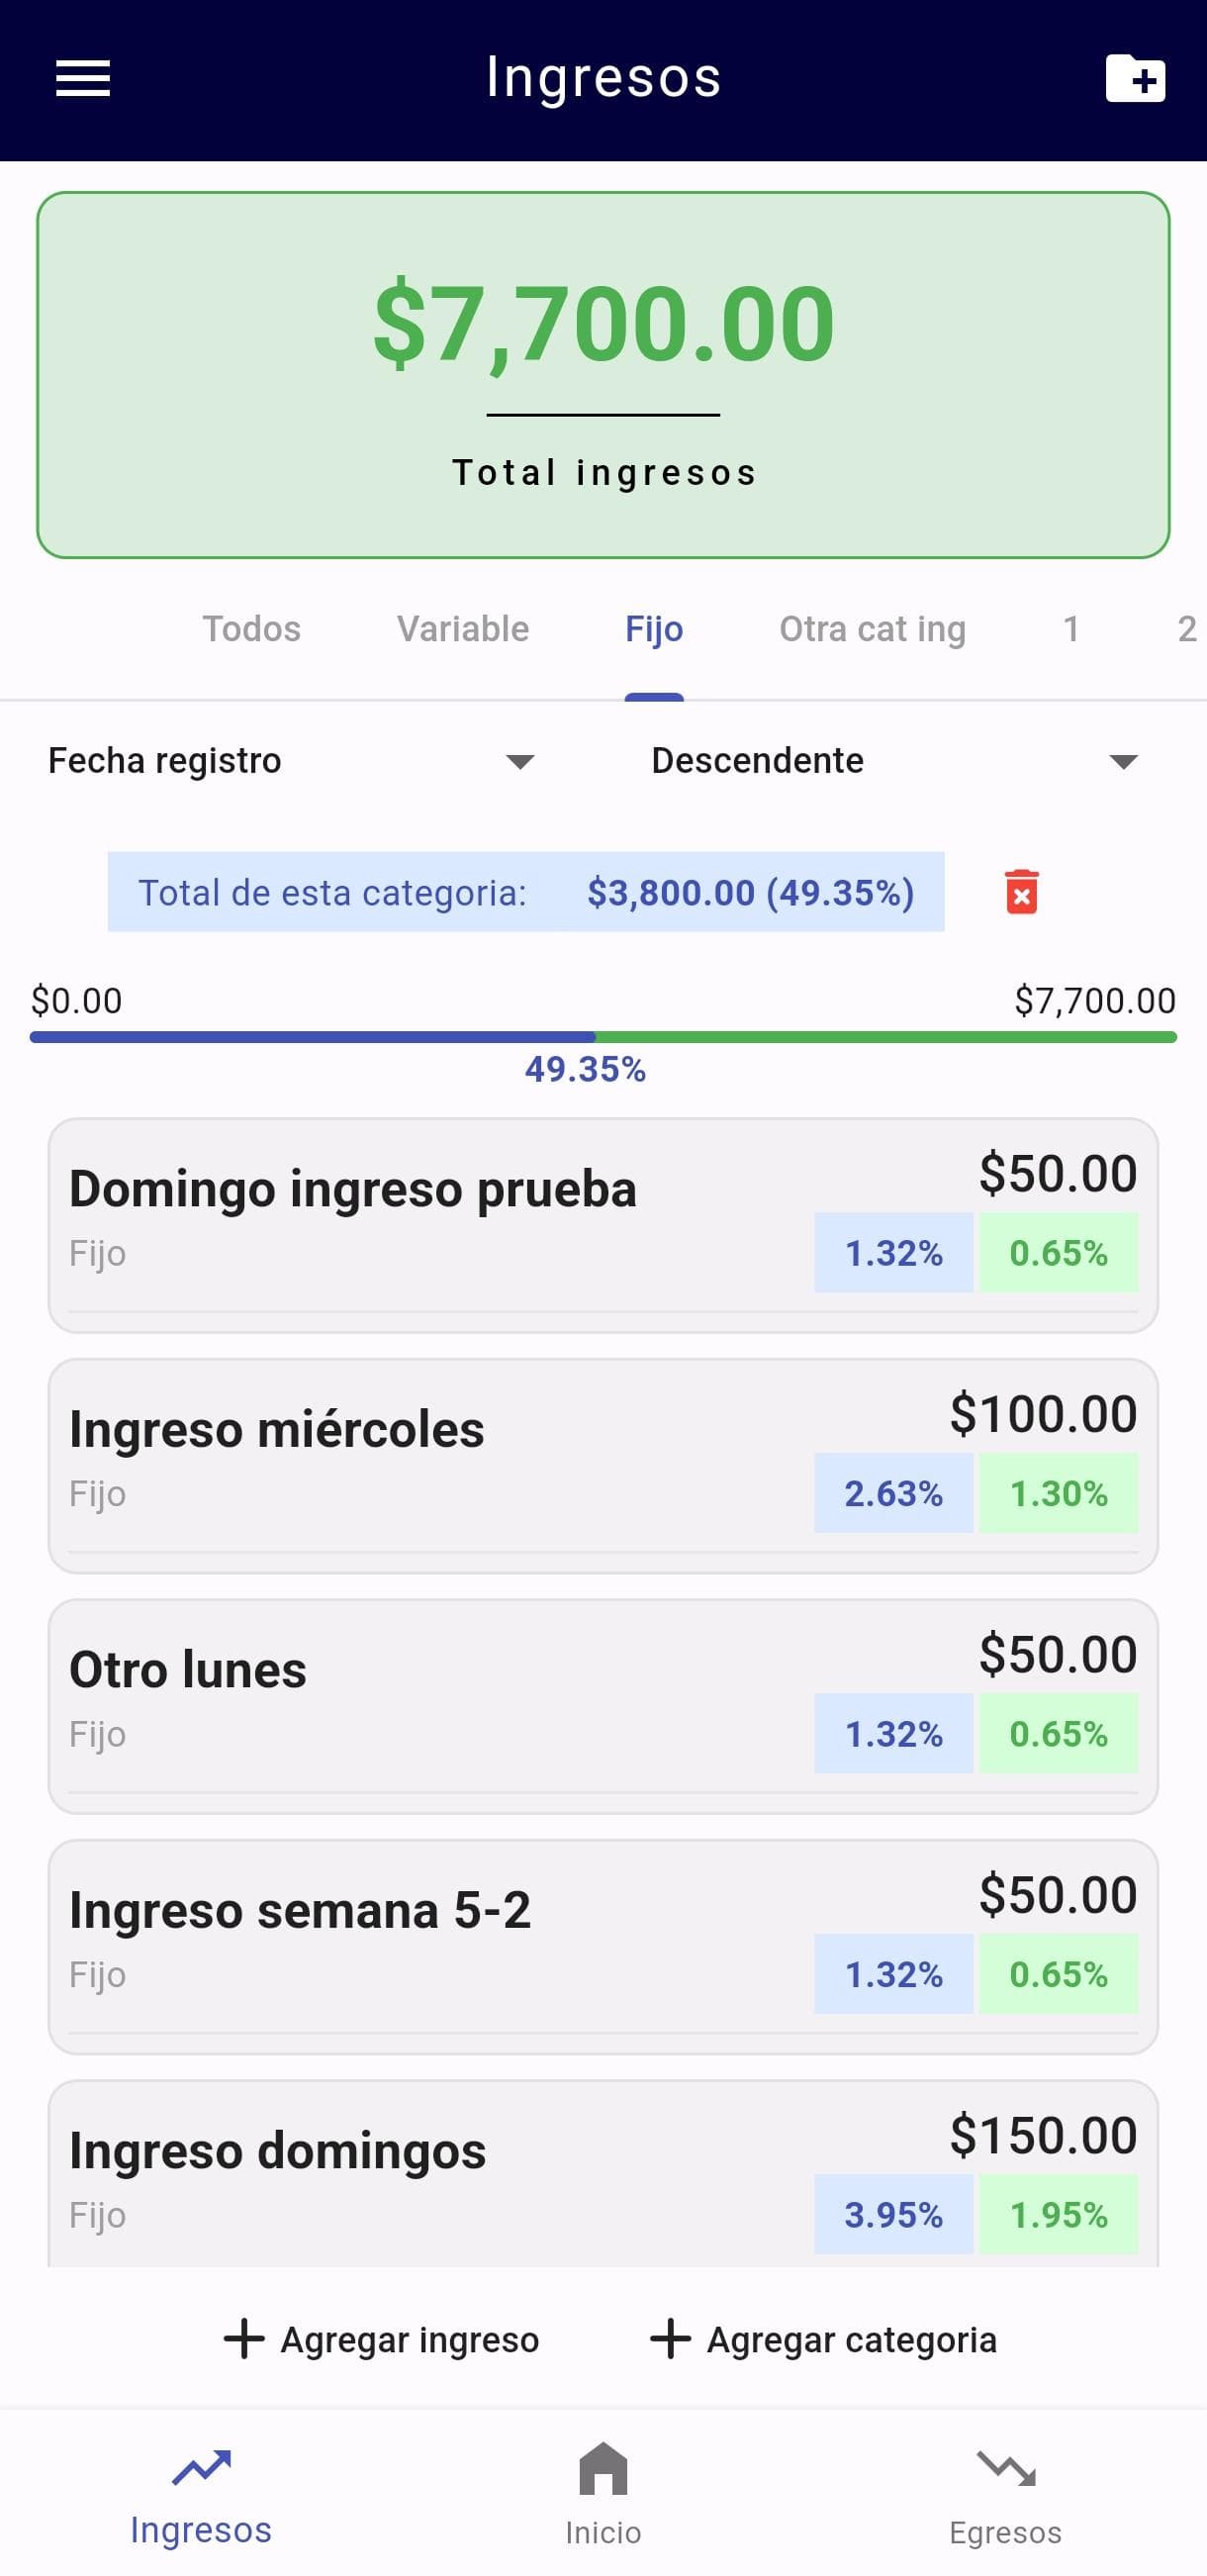 Ingresos
$7,700.00
Total ingresos
Todos Variable Fijo Otra cat ing 1 2
Fecha registro Descendente
Total de esta categoria: $3,800.00 (49.35%)
$0.00 $7,700.00
49.35%
Domingo ingreso prueba $50.00
Fijo 1.32% 0.65%
Ingreso miércoles $100.00
Fijo 2.63% 1.30%
Otro lunes $50.00
Fijo 1.32% 0.65%
Ingreso semana 5-2 $50.00
Fijo 1.32% 0.65%
Ingreso domingos $150.00
Fijo 3.95% 1.95%
Agregar ingreso Agregar categoria
Ingresos Inicio Egresos